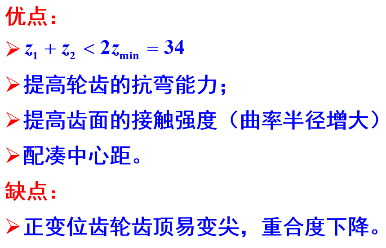 优点：
➢ z₁ + z₂ < 2zₘᵢₙ = 34
➢ 提高轮齿的抗弯能力；
➢ 提高齿面的接触强度（曲率半径增大）
➢ 配凑中心距。
缺点：
➢ 正变位齿轮齿顶易变尖，重合度下降。